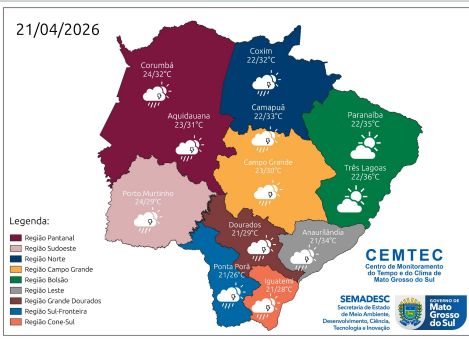 21/04/2026
Coxim
22/32°C
Corumbá
24/32°C
Camapuã
22/33°C
Aquidauana
23/31°C
Paranaíba
22/35°C
Campo Grande
23/30°C
Três Lagoas
22/36°C
Porto Murtinho
24/29°C
Dourados
21/29°C
Anaurilândia
21/34°C
Ponta Porã
21/26°C
Iguatemi
21/28°C
Legenda:
Região Pantanal
Região Sudoeste
Região Norte
Região Campo Grande
Região Bolsão
Região Leste
Região Grande Dourados
Região Sul-Fronteira
Região Cone-Sul
CEMTEC
Centro de Monitoramento
do Tempo e do Clima de
Mato Grosso do Sul
SEMADESC
Secretaria de Estado
de Meio Ambiente,
Desenvolvimento, Ciência,
Tecnologia e Inovação
GOVERNO DE
Mato
Grosso
do Sul